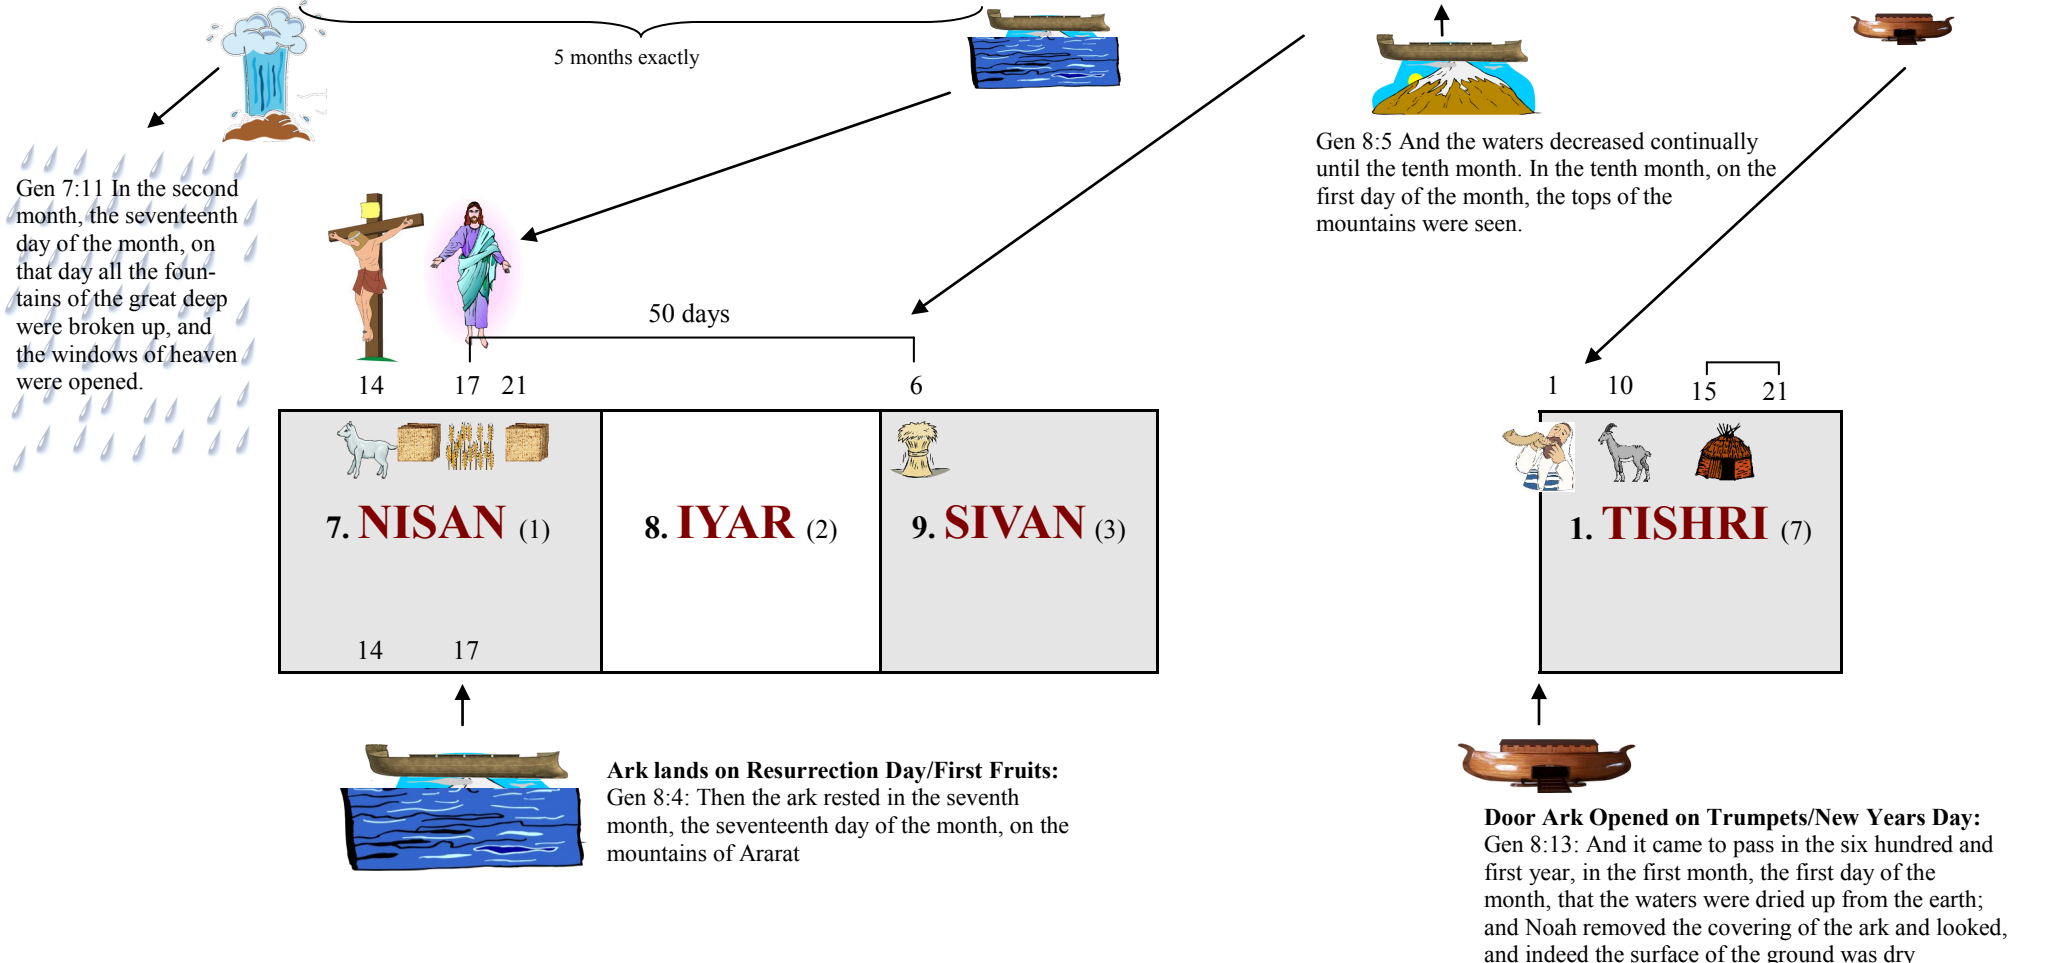 5 months exactly
Gen 7:11 In the second
month, the seventeenth
day of the month, on
that day all the foun-
tains of the great deep
were broken up, and
the windows of heaven
were opened.
Gen 8:5 And the waters decreased continually
until the tenth month. In the tenth month, on the
first day of the month, the tops of the
mountains were seen.
50 days
14 17 21 6
1 10 15 21
7. NISAN (1)
8. IYAR (2)
9. SIVAN (3)
1. TISHRI (7)
14 17
Ark lands on Resurrection Day/First Fruits:
Gen 8:4: Then the ark rested in the seventh
month, the seventeenth day of the month, on the
mountains of Ararat
Door Ark Opened on Trumpets/New Years Day:
Gen 8:13: And it came to pass in the six hundred and
first year, in the first month, the first day of the
month, that the waters were dried up from the earth;
and Noah removed the covering of the ark and looked,
and indeed the surface of the ground was dry